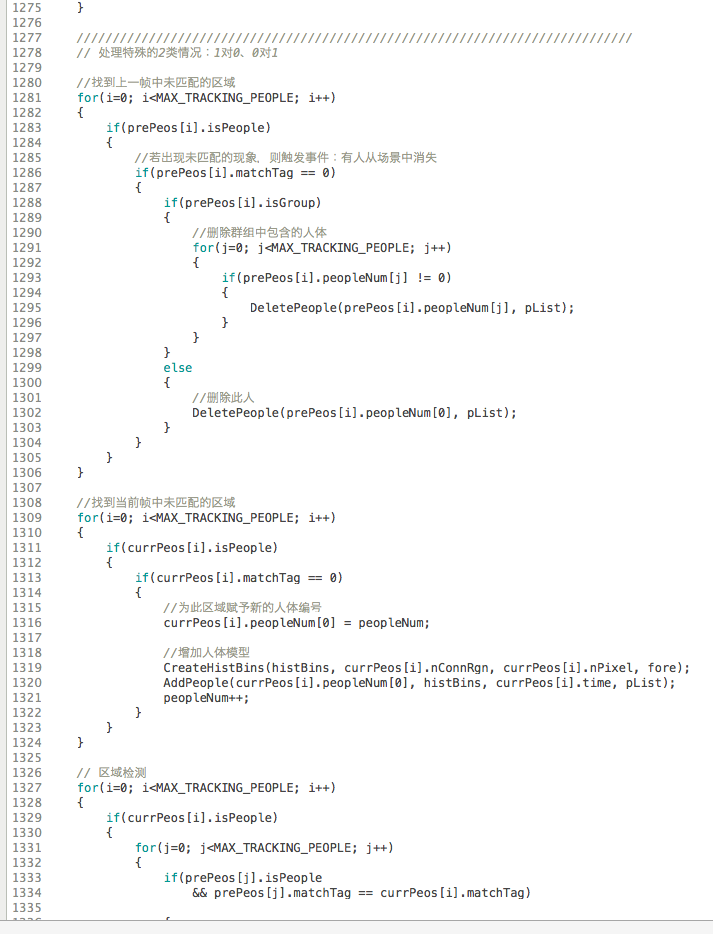 1275 }
1276
1277 /////////////////////////////////////////////////////////////////////////////
1278 // 处理特殊的2类情况：1对0、0对1
1279
1280 //找到上一帧中未匹配的区域
1281 for(i=0; i<MAX_TRACKING_PEOPLE; i++)
1282 {
1283 if(prePeos[i].isPeople)
1284 {
1285 //若出现未匹配的现象，则触发事件：有人从场景中消失
1286 if(prePeos[i].matchTag == 0)
1287 {
1288 if(prePeos[i].isGroup)
1289 {
1290 //删除群组中包含的人体
1291 for(j=0; j<MAX_TRACKING_PEOPLE; j++)
1292 {
1293 if(prePeos[i].peopleNum[j] != 0)
1294 {
1295 DeletePeople(prePeos[i].peopleNum[j], pList);
1296 }
1297 }
1298 }
1299 else
1300 {
1301 //删除此人
1302 DeletePeople(prePeos[i].peopleNum[0], pList);
1303 }
1304 }
1305 }
1306 }
1307
1308 //找到当前帧中未匹配的区域
1309 for(i=0; i<MAX_TRACKING_PEOPLE; i++)
1310 {
1311 if(currPeos[i].isPeople)
1312 {
1313 if(currPeos[i].matchTag == 0)
1314 {
1315 //为此区域赋予新的人体编号
1316 currPeos[i].peopleNum[0] = peopleNum;
1317
1318 //增加人体模型
1319 CreateHistBins(histBins, currPeos[i].nConnRgn, currPeos[i].nPixel, fore);
1320 AddPeople(currPeos[i].peopleNum[0], histBins, currPeos[i].time, pList);
1321 peopleNum++;
1322 }
1323 }
1324 }
1325
1326 // 区域检测
1327 for(i=0; i<MAX_TRACKING_PEOPLE; i++)
1328 {
1329 if(currPeos[i].isPeople)
1330 {
1331 for(j=0; j<MAX_TRACKING_PEOPLE; j++)
1332 {
1333 if(prePeos[j].isPeople
1334 && prePeos[j].matchTag == currPeos[i].matchTag)
1335